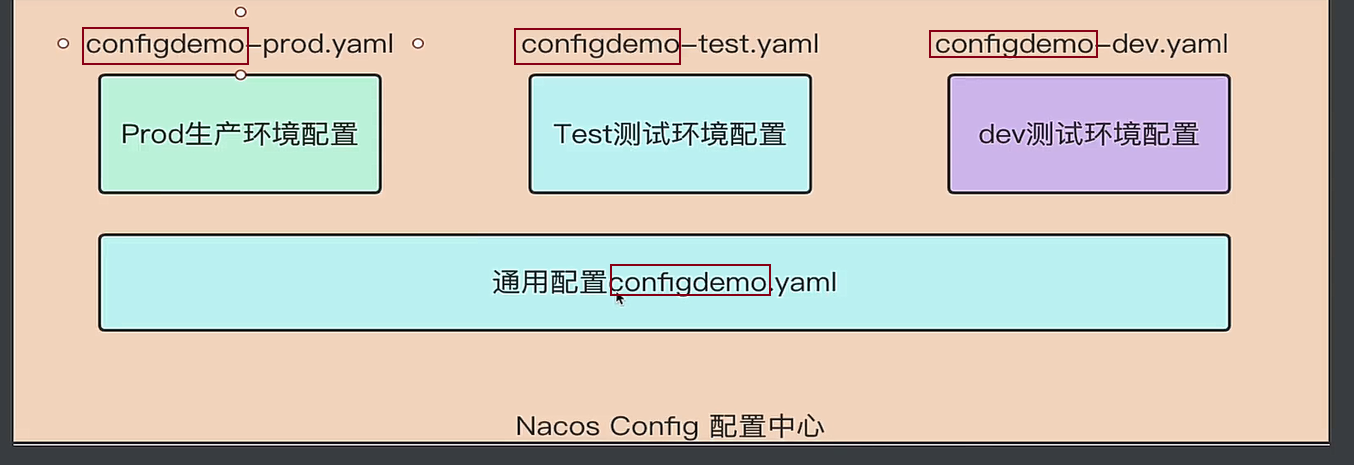 configdemo-prod.yaml configdemo-test.yaml configdemo-dev.yaml
Prod生产环境配置 Test测试环境配置 dev测试环境配置
通用配置configdemo.yaml
Nacos Config 配置中心